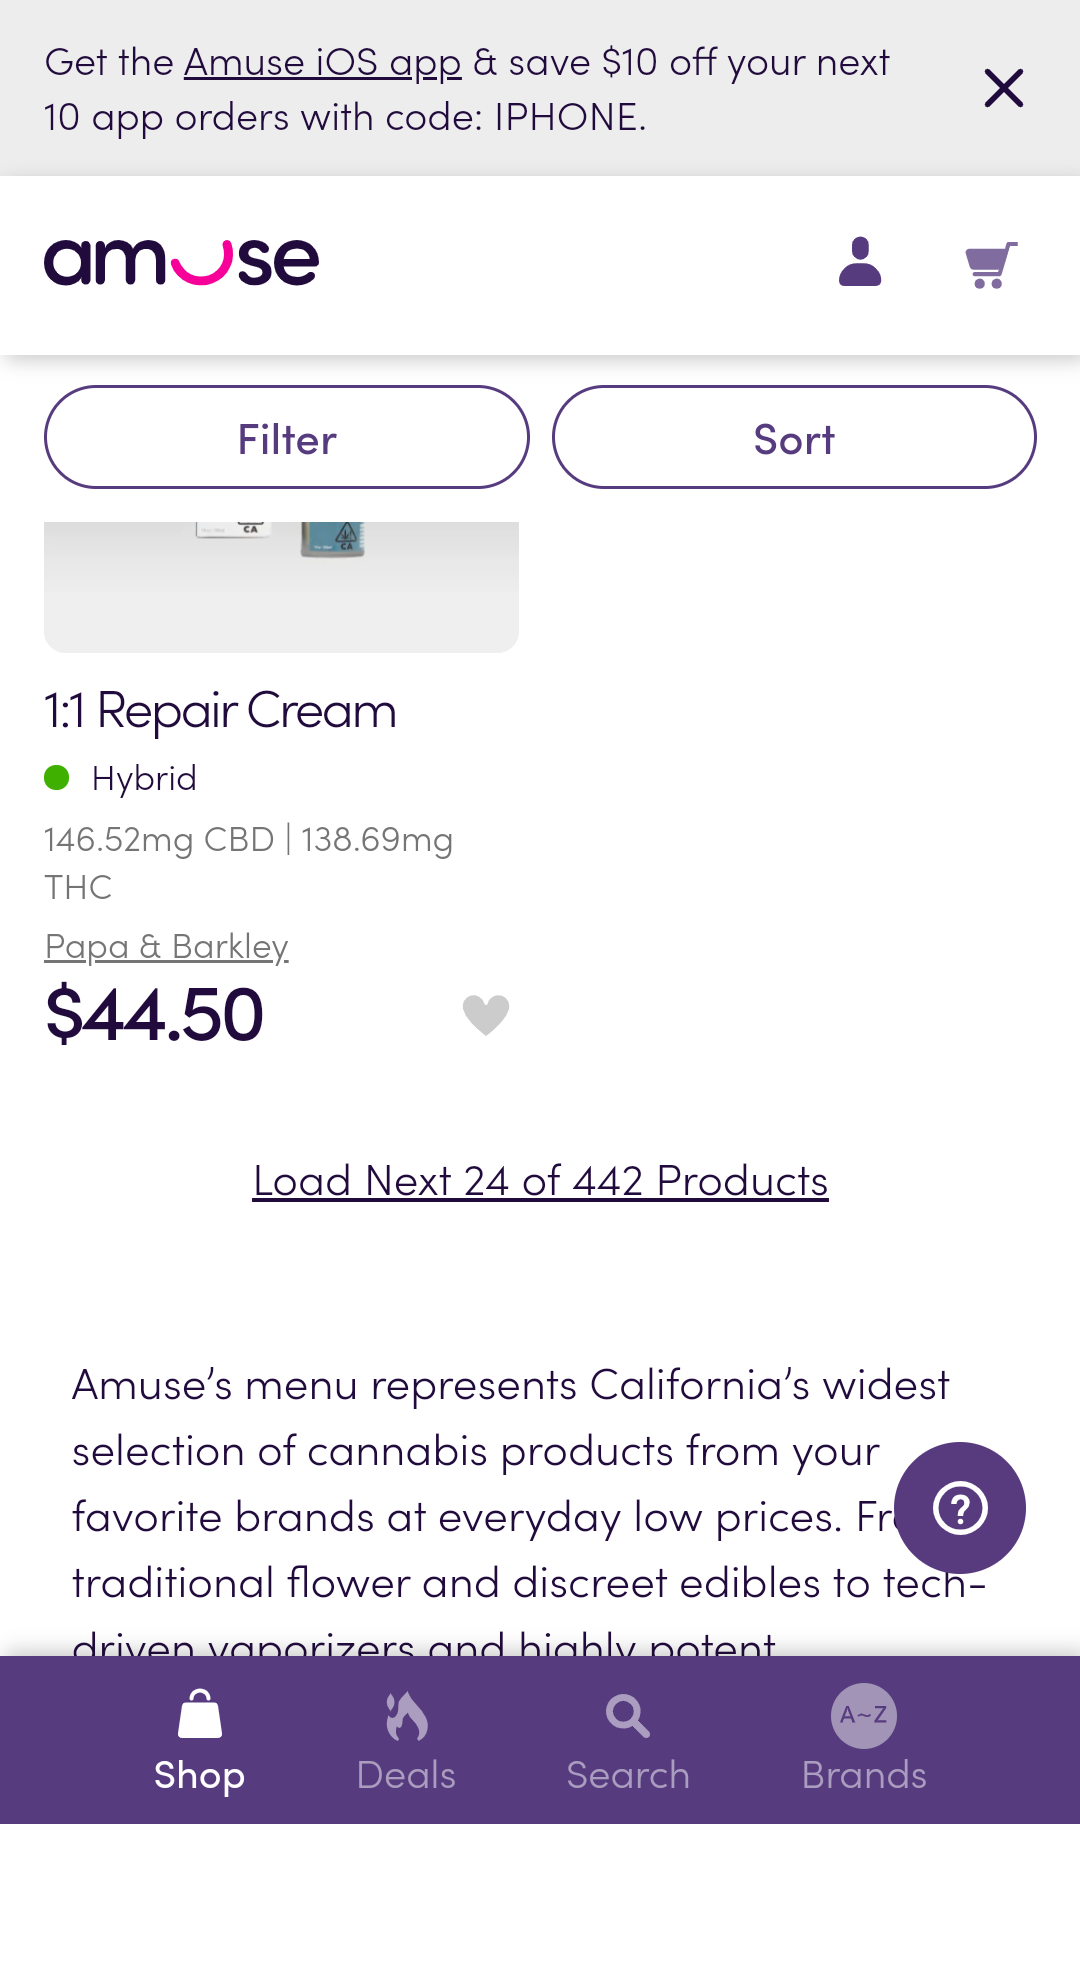 Get the Amuse iOS app & save $10 off your next
10 app orders with code: IPHONE.
amuse
Filter
Sort
CA
CA
1:1 Repair Cream
Hybrid
146.52mg CBD | 138.69mg
THC
Papa & Barkley
$44.50
Load Next 24 of 442 Products
Amuse’s menu represents California’s widest
selection of cannabis products from your
favorite brands at everyday low prices.
traditional flower and discreet edibles to tech-
driven vaporizers and highly potent
?
A~Z
Shop
Deals
Search
Brands